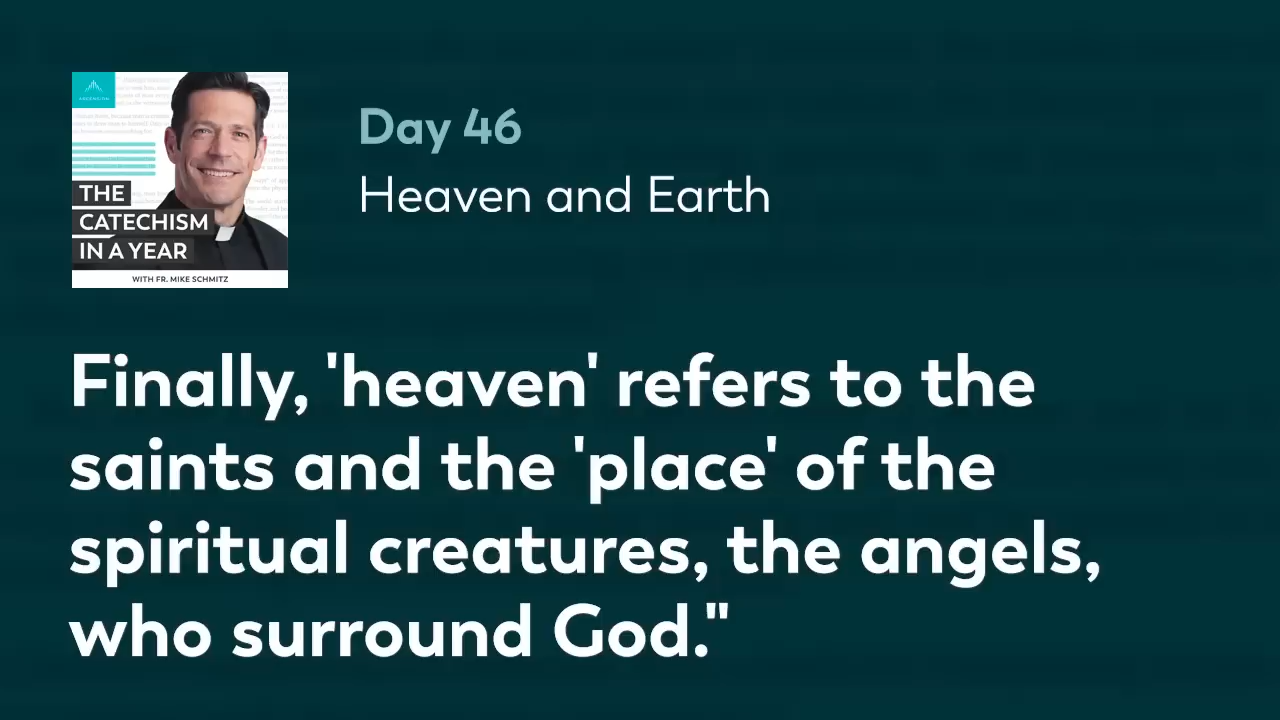 Day 46
Heaven and Earth
THE
CATECHISM
IN A YEAR
WITH FR. MIKE SCHMITZ
Finally, 'heaven' refers to the
saints and the 'place' of the
spiritual creatures, the angels,
who surround God."